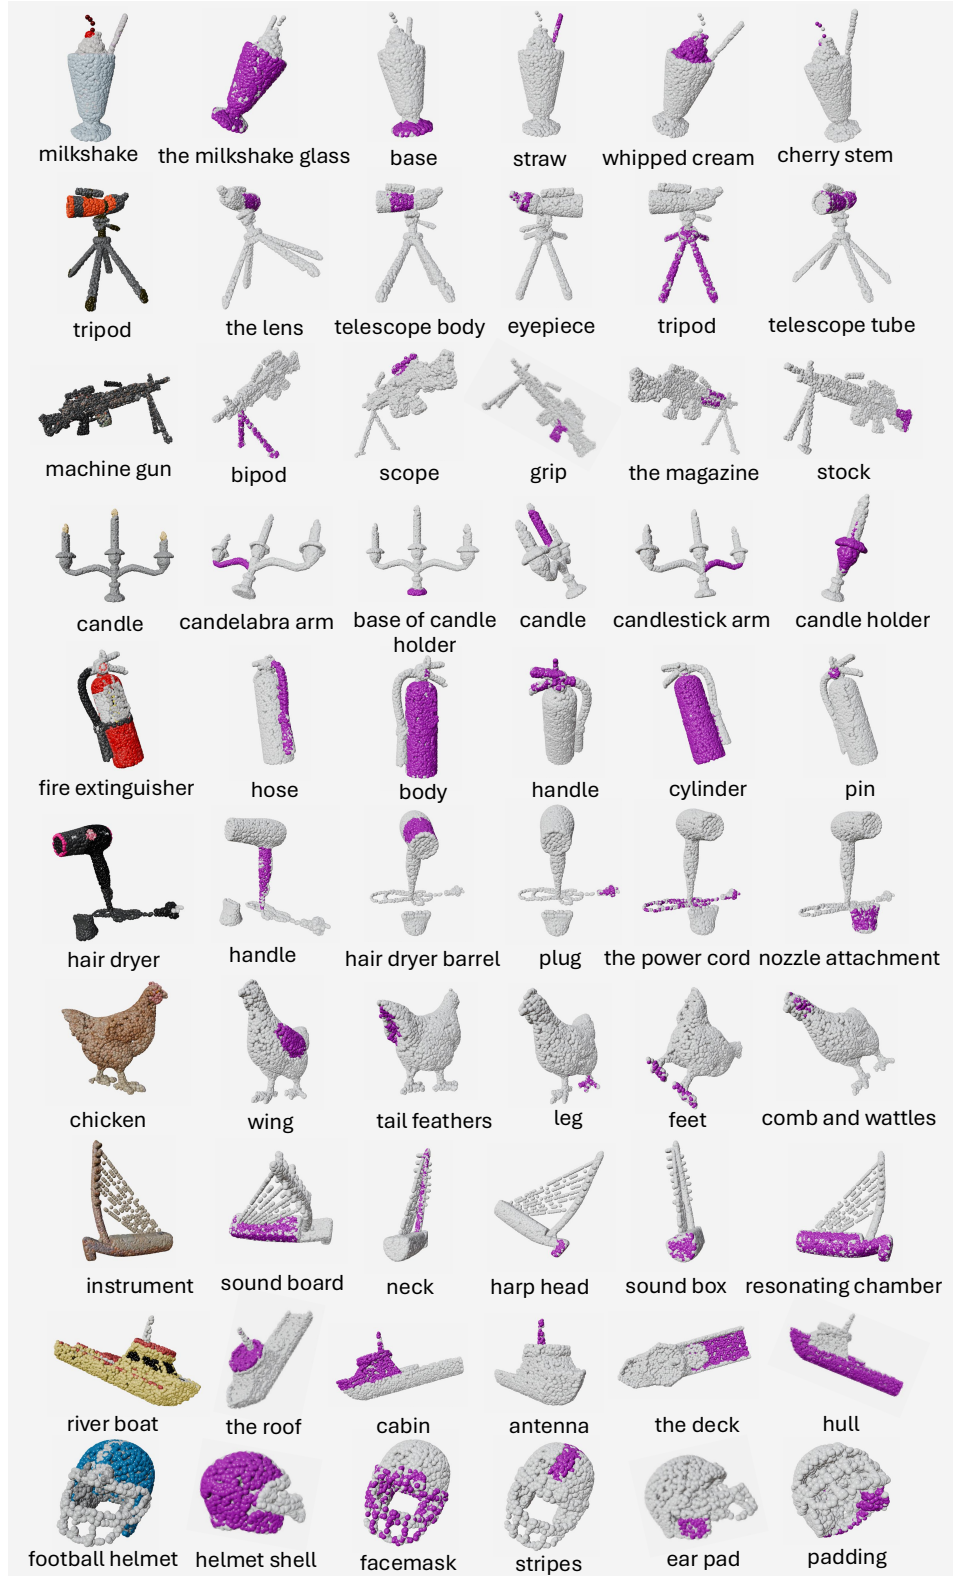 milkshake
the milkshake glass
base
straw
whipped cream
cherry stem
tripod
the lens
telescope body
eyepiece
tripod
telescope tube
machine gun
bipod
scope
grip
the magazine
stock
candle
candelabra arm
base of candle
holder
candle
candlestick arm
candle holder
fire extinguisher
hose
body
handle
cylinder
pin
hair dryer
handle
hair dryer barrel
plug
the power cord
nozzle attachment
chicken
wing
tail feathers
leg
feet
comb and wattles
instrument
sound board
neck
harp head
sound box
resonating chamber
river boat
the roof
cabin
antenna
the deck
hull
football helmet
helmet shell
facemask
stripes
ear pad
padding